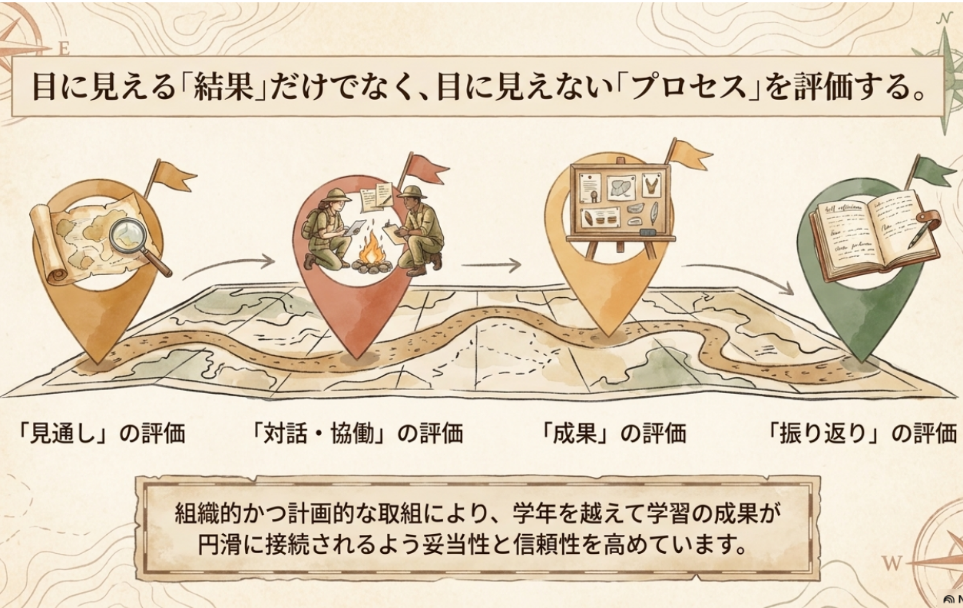 E
N
目に見える「結果」だけでなく、目に見えない「プロセス」を評価する。
「見通し」の評価
「対話・協働」の評価
「成果」の評価
「振り返り」の評価
組織的かつ計画的な取組により、学年を越えて学習の成果が
円滑に接続されるよう妥当性と信頼性を高めています。
W